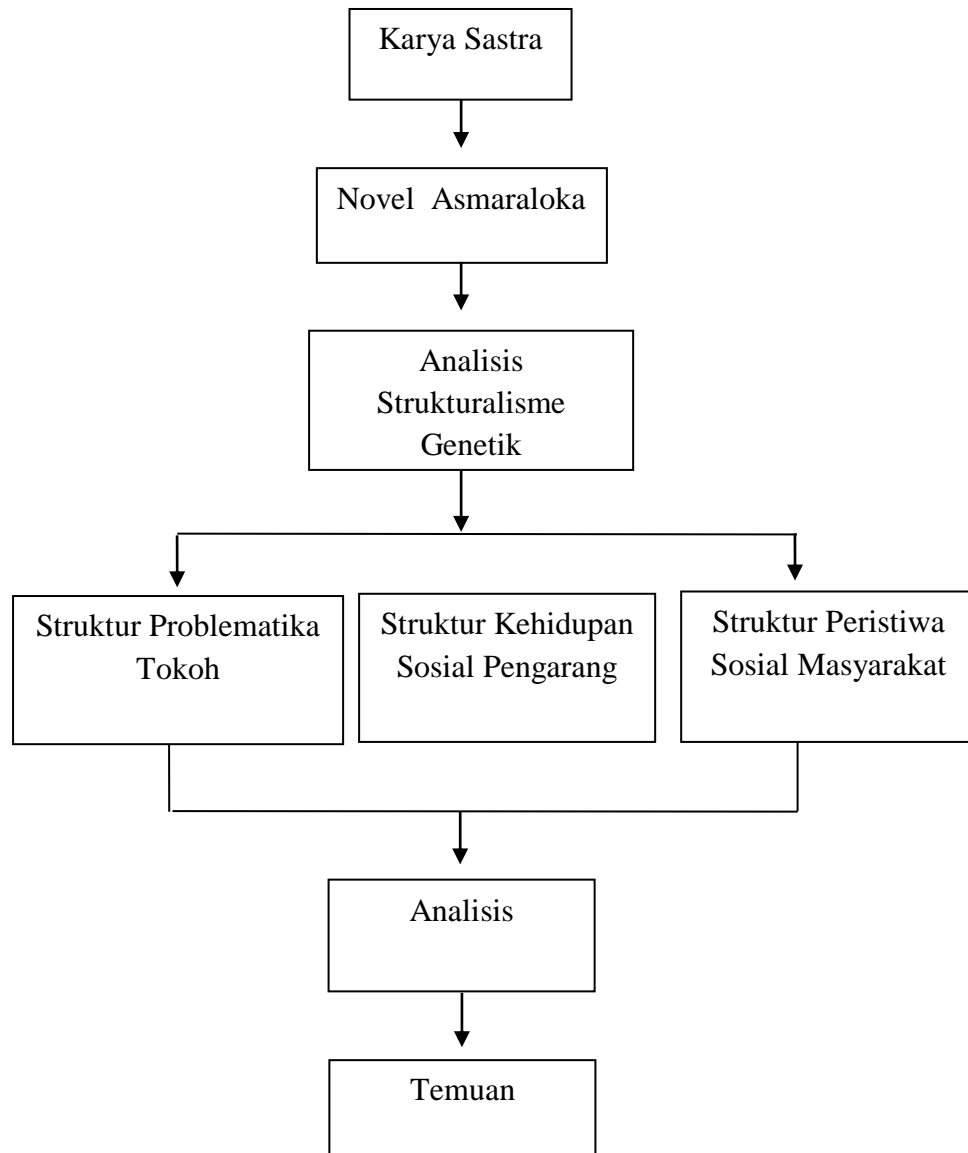 Karya Sastra
Novel  Asmaraloka
Analisis
Strukturalisme
Genetik
Struktur Problematika
Tokoh
Struktur Kehidupan
Sosial Pengarang
Struktur Peristiwa
Sosial Masyarakat
Analisis
Temuan